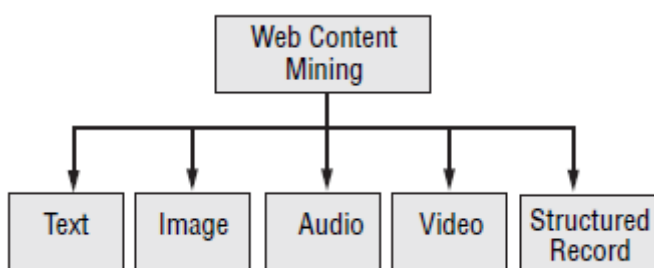 Web Content
Mining
Text
Image
Audio
Video
Structured
Record